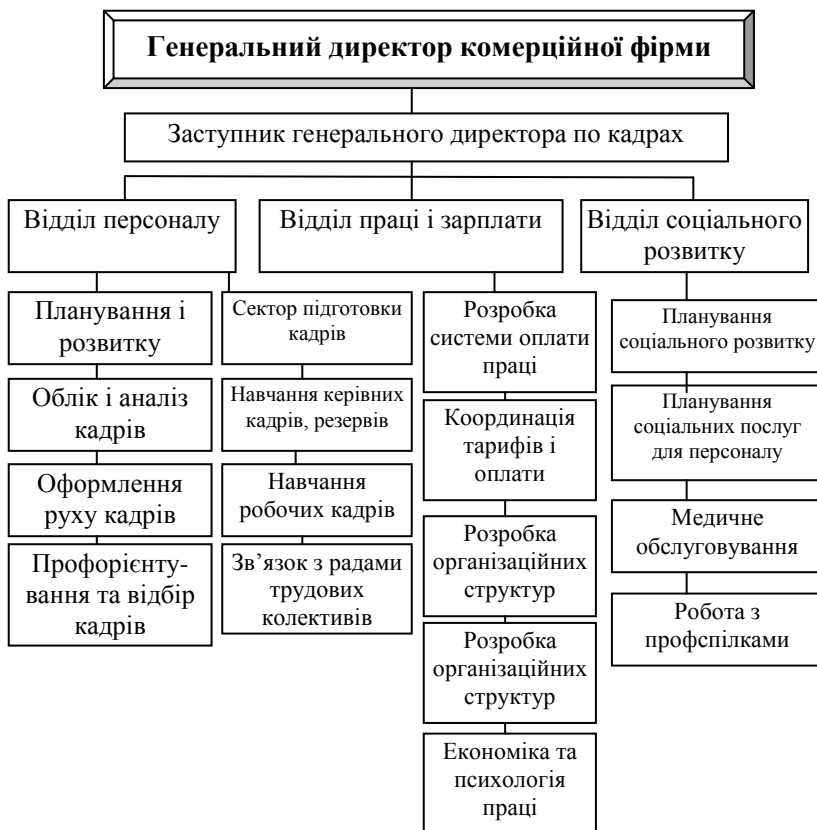 Генеральний директор комерційної фірми
Заступник генерального директора по кадрах
Відділ персоналу
Відділ праці і зарплати
Відділ соціального
розвитку
Планування і
розвитку
Облік і аналіз
кадрів
Оформлення
руху кадрів
Профорієнту-
вання та відбір
кадрів
Сектор підготовки
кадрів
Навчання керівних
кадрів, резервів
Навчання
робочих кадрів
Зв’язок з радами
трудових
колективів
Розробка
системи оплати
праці
Координація
тарифів і
оплати
Розробка
організаційних
структур
Розробка
організаційних
структур
Економіка та
психологія
праці
Планування
соціального розвитку
Планування
соціальних послуг
для персоналу
Медичне
обслуговування
Робота з
профспілками